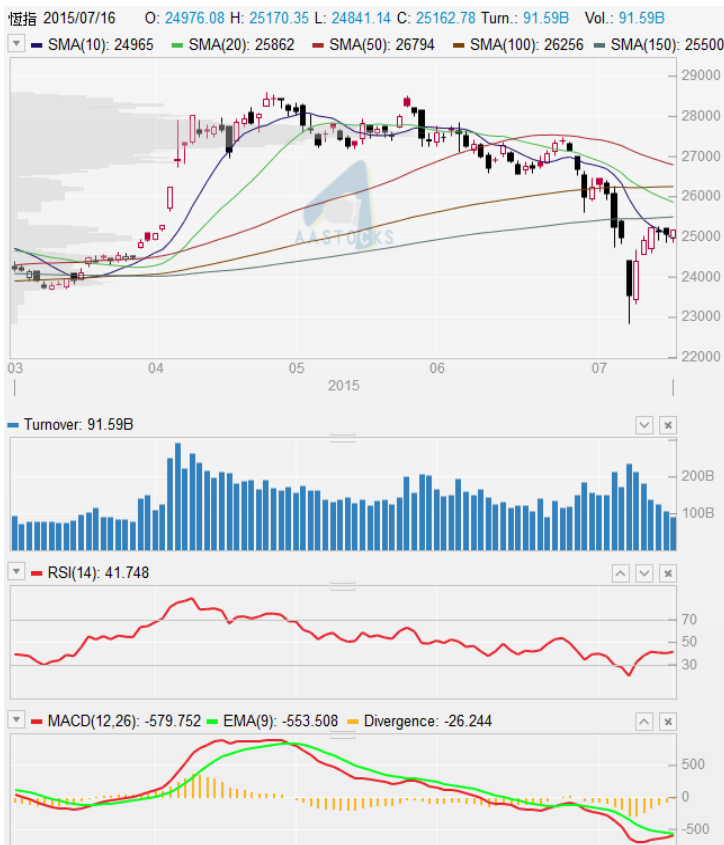 恆指 2015/07/16 O: 24976.08 H: 25170.35 L: 24841.14 C: 25162.78 Turn.: 91.59B Vol.: 91.59B
SMA(10): 24965 SMA(20): 25862 SMA(50): 26794 SMA(100): 26256 SMA(150): 25500
29000
28000
27000
26000
25000
24000
23000
22000
AASTOCKS
03 04 05 06 07
2015
Turnover: 91.59B
200B
100B
RSI(14): 41.748
70
50
30
MACD(12,26): -579.752 EMA(9): -553.508 Divergence: -26.244
500
0
-500